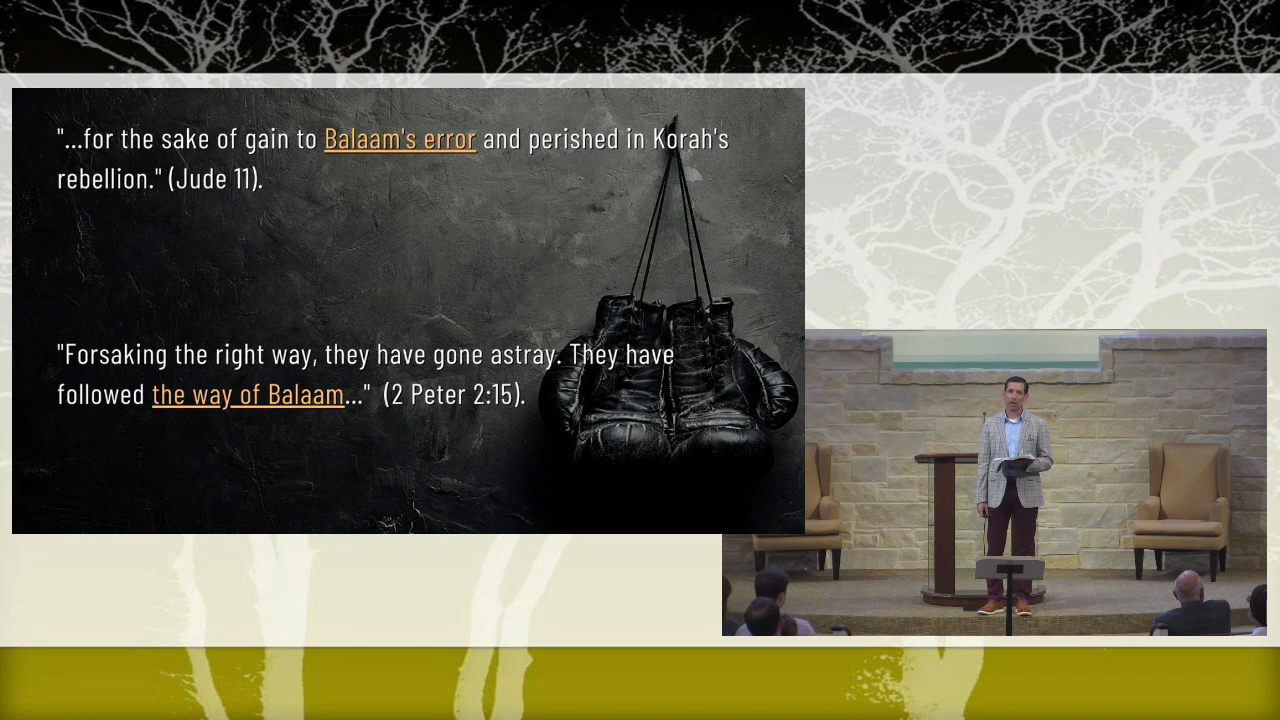 "...for the sake of gain to Balaam's error and perished in Korah's
rebellion." (Jude 11).
"Forsaking the right way, they have gone astray. They have
followed the way of Balaam..." (2 Peter 2:15).